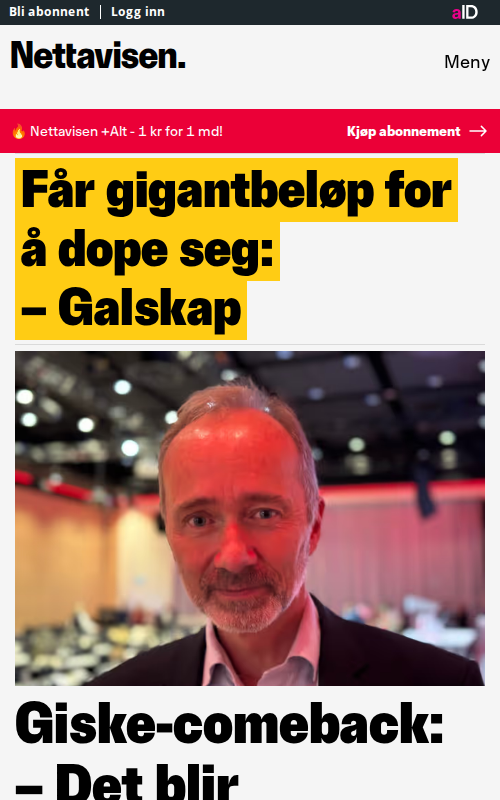 Bli abonnent | Logg inn
aID
Nettavisen.
Meny
🔥 Nettavisen +Alt - 1 kr for 1 md!
Kjøp abonnement →
Får gigantbeløp for
å dope seg:
– Galskap
Giske-comeback:
– Det blir